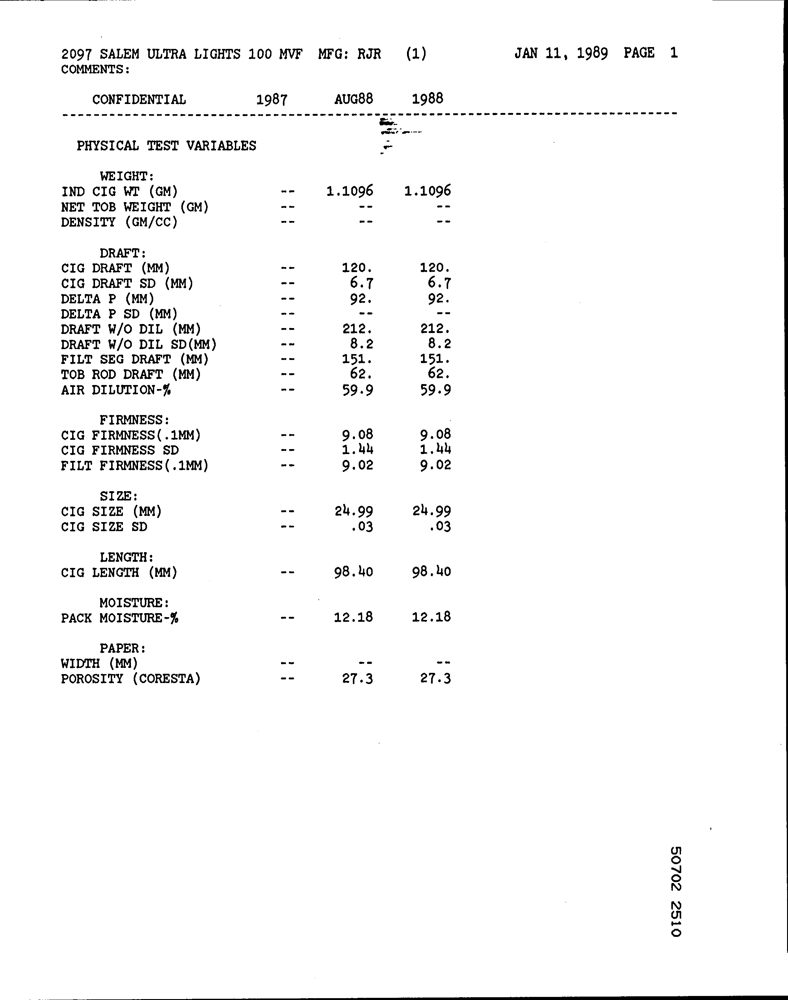 2097 SALEM ULTRA LIGHTS 100 MVF MFG: RJR (1) JAN 11, 1989 PAGE 1
COMMENTS:
CONFIDENTIAL 1987 AUG88 1988
--------------------------------------------------------------------------------
PHYSICAL TEST VARIABLES
WEIGHT:
IND CIG WT (GM) -- 1.1096 1.1096
NET TOB WEIGHT (GM) -- -- --
DENSITY (GM/CC) -- -- --
DRAFT:
CIG DRAFT (MM) -- 120. 120.
CIG DRAFT SD (MM) -- 6.7 6.7
DELTA P (MM) -- 92. 92.
DELTA P SD (MM) -- -- --
DRAFT W/O DIL (MM) -- 212. 212.
DRAFT W/O DIL SD(MM) -- 8.2 8.2
FILT SEG DRAFT (MM) -- 151. 151.
TOB ROD DRAFT (MM) -- 62. 62.
AIR DILUTION-% -- 59.9 59.9
FIRMNESS:
CIG FIRMNESS(.1MM) -- 9.08 9.08
CIG FIRMNESS SD -- 1.44 1.44
FILT FIRMNESS(.1MM) -- 9.02 9.02
SIZE:
CIG SIZE (MM) -- 24.99 24.99
CIG SIZE SD -- .03 .03
LENGTH:
CIG LENGTH (MM) -- 98.40 98.40
MOISTURE:
PACK MOISTURE-% -- 12.18 12.18
PAPER:
WIDTH (MM) -- -- --
POROSITY (CORESTA) -- 27.3 27.3
50702 2510